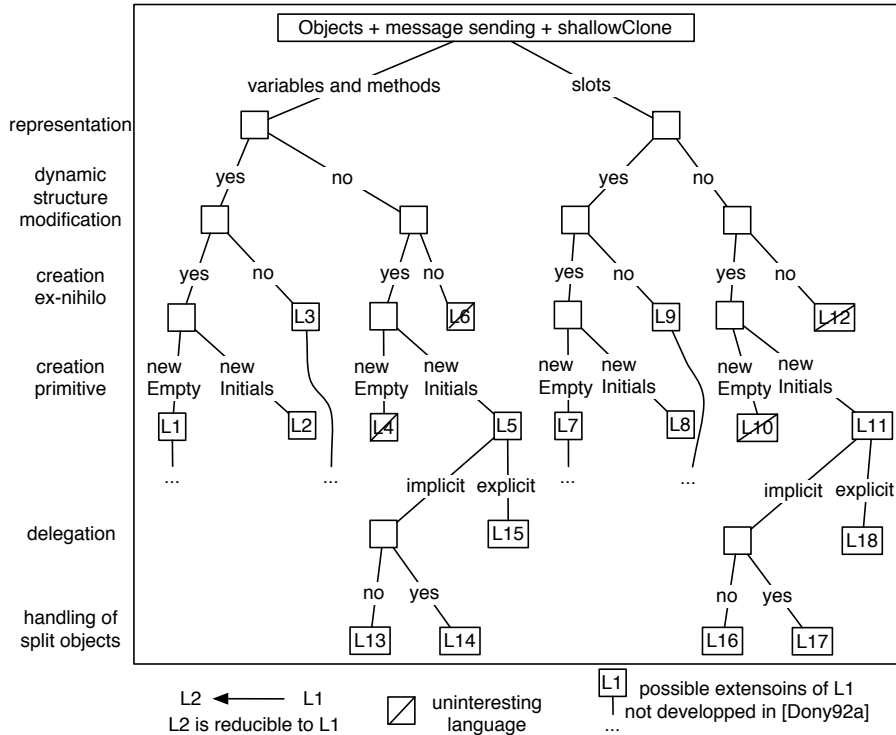 Objects + message sending + shallowClone
variables and methods
slots
representation
dynamic
structure
modification
yes
no
yes
no
creation
ex-nihilo
yes
no
yes
no
yes
no
yes
no
L3
L6
L9
L12
creation
primitive
new
Empty
new
Initials
new
Empty
new
Initials
new
Empty
new
Initials
new
Empty
new
Initials
L1
L2
L4
L5
L7
L8
L10
L11
...
...
...
...
delegation
implicit
explicit
implicit
explicit
L15
L18
handling of
split objects
no
yes
no
yes
L13
L14
L16
L17
L2
L1
L2 is reducible to L1
uninteresting
language
L1
possible extensoins of L1
not developped in [Dony92a]
...